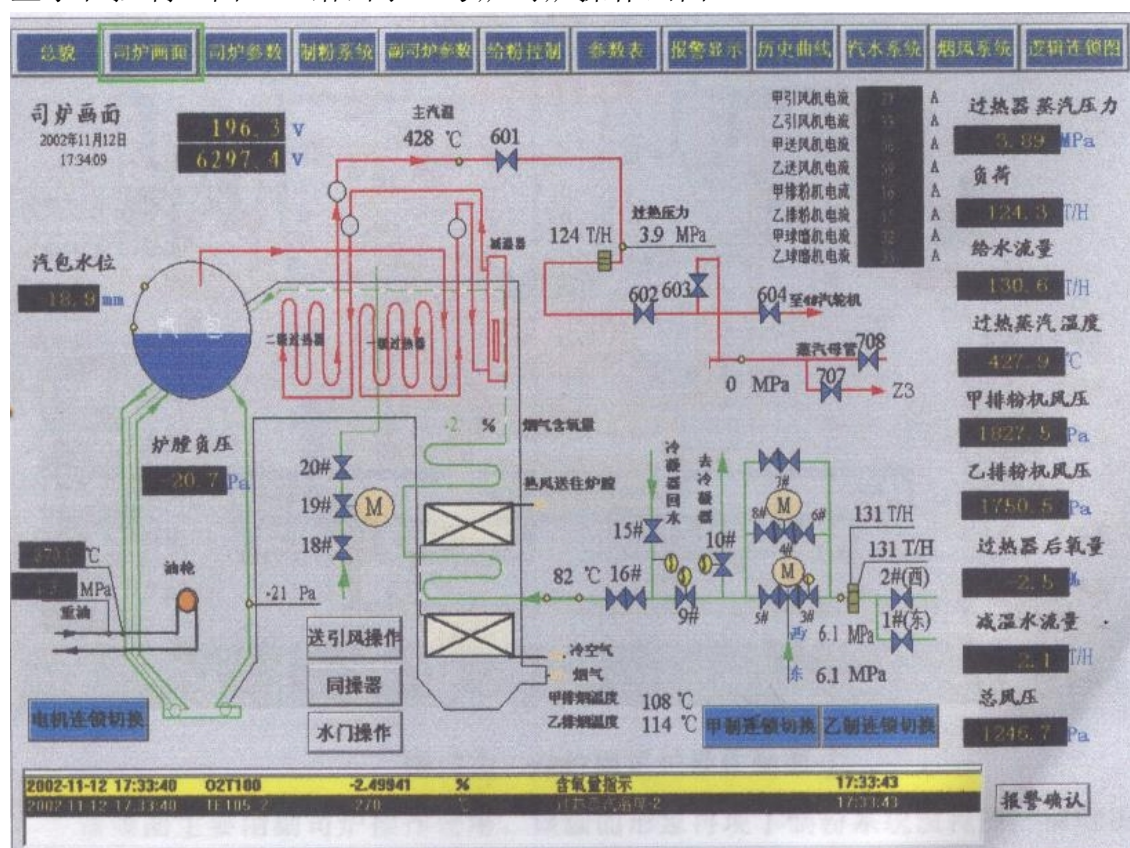 总貌 司炉画面 司炉参数 制粉系统 副司炉参数 给粉控制 参数表 报警显示 历史曲线 汽水系统 烟风系统 逻辑连锁图
司炉画面
2002年11月12日
17:34:09
196.3 V
6297.4 V
主汽温
428 ℃
601
甲引风机电流 A
乙引风机电流 A
甲送风机电流 A
乙送风机电流 A
甲排粉机电流 A
乙排粉机电流 A
甲球磨机电流 32 A
乙球磨机电流 A
过热器蒸汽压力
3.89 MPa
负荷
124.3 T/H
给水流量
130.6 T/H
过热蒸汽温度
427.9 ℃
甲排粉机风压
1827.5 Pa
乙排粉机风压
1750.5 Pa
过热器后氧量
-2.5 %
减温水流量
2.1 T/H
总风压
1246.7 Pa
汽包水位
-18.9 mm
汽包
二级过热器
一级过热器
减温器
124 T/H
过热压力
3.9 MPa
602
603
604
至4#汽轮机
蒸汽母管
708
707
0 MPa
Z3
炉膛负压
-20.7 Pa
-2. %
烟气含氧量
热风送往炉膛
20#
19#
18#
M
冷凝器回水
去冷凝器
15#
10#
7#
8#
M
6#
4#
M
5#
3#
9#
16#
82 ℃
131 T/H
131 T/H
2#(西)
1#(东)
西 6.1 MPa
东 6.1 MPa
℃
MPa
重油
油枪
-21 Pa
送引风操作
同操器
水门操作
冷空气
烟气
甲排烟温度 108 ℃
乙排烟温度 114 ℃
电机连锁切换
甲制连锁切换
乙制连锁切换
2002-11-12 17:33:40 O2T100 -2.49941 % 含氧量指示 17:33:43
2002-11-12 17:33:40 TE105-2 -270 ℃ 过热蒸汽温度-2 17:33:43
报警确认